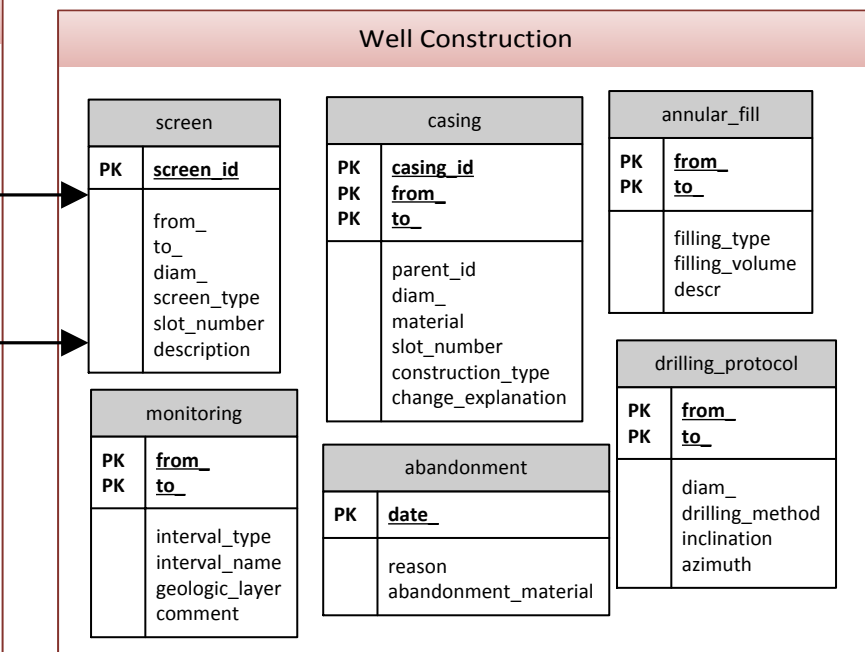 Well Construction
screen
PK screen_id
from_
to_
diam_
screen_type
slot_number
description
casing
PK casing_id
PK from_
PK to_
parent_id
diam_
material
slot_number
construction_type
change_explanation
annular_fill
PK from_
PK to_
filling_type
filling_volume
descr
monitoring
PK from_
PK to_
interval_type
interval_name
geologic_layer
comment
abandonment
PK date_
reason
abandonment_material
drilling_protocol
PK from_
PK to_
diam_
drilling_method
inclination
azimuth